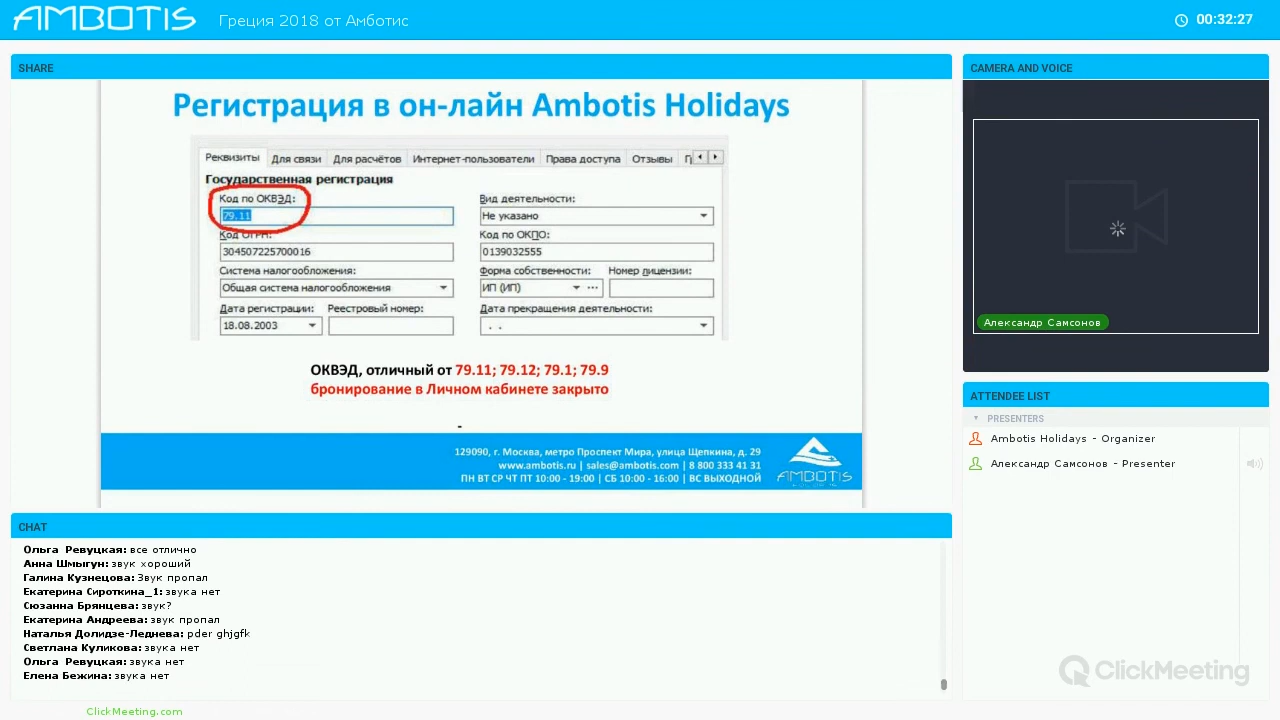 AMBOTIS
Греция 2018 от Амботис
00:32:27
SHARE
Регистрация в он-лайн Ambotis Holidays
Реквизиты Для связи Для расчётов Интернет-пользователи Права доступа Отзывы
Государственная регистрация
Код по ОКВЭД: Вид деятельности:
79.11 Не указано
Код ОГРН: Код по ОКПО:
304507225700016 0139032555
Система налогообложения: Форма собственности: Номер лицензии:
Общая система налогообложения ИП (ИП)
Дата регистрации: Реестровый номер: Дата прекращения деятельности:
18.08.2003 . .
ОКВЭД, отличный от 79.11; 79.12; 79.1; 79.9
бронирование в Личном кабинете закрыто
-
129090, г. Москва, метро Проспект Мира, улица Щепкина, д. 29
www.ambotis.ru | sales@ambotis.com | 8 800 333 41 31
ПН ВТ СР ЧТ ПТ 10:00 - 19:00 | СБ 10:00 - 16:00 | ВС ВЫХОДНОЙ
AMBOTIS
CHAT
Ольга Ревуцкая: все отлично
Анна Шмыгун: звук хороший
Галина Кузнецова: Звук пропал
Екатерина Сироткина_1: звука нет
Сюзанна Брянцева: звук?
Екатерина Андреева: звук пропал
Наталья Долидзе-Леднева: pder ghjgfk
Светлана Куликова: звука нет
Ольга Ревуцкая: звука нет
Елена Бежина: звука нет
ClickMeeting.com
CAMERA AND VOICE
Александр Самсонов
ATTENDEE LIST
PRESENTERS
Ambotis Holidays - Organizer
Александр Самсонов - Presenter
ClickMeeting